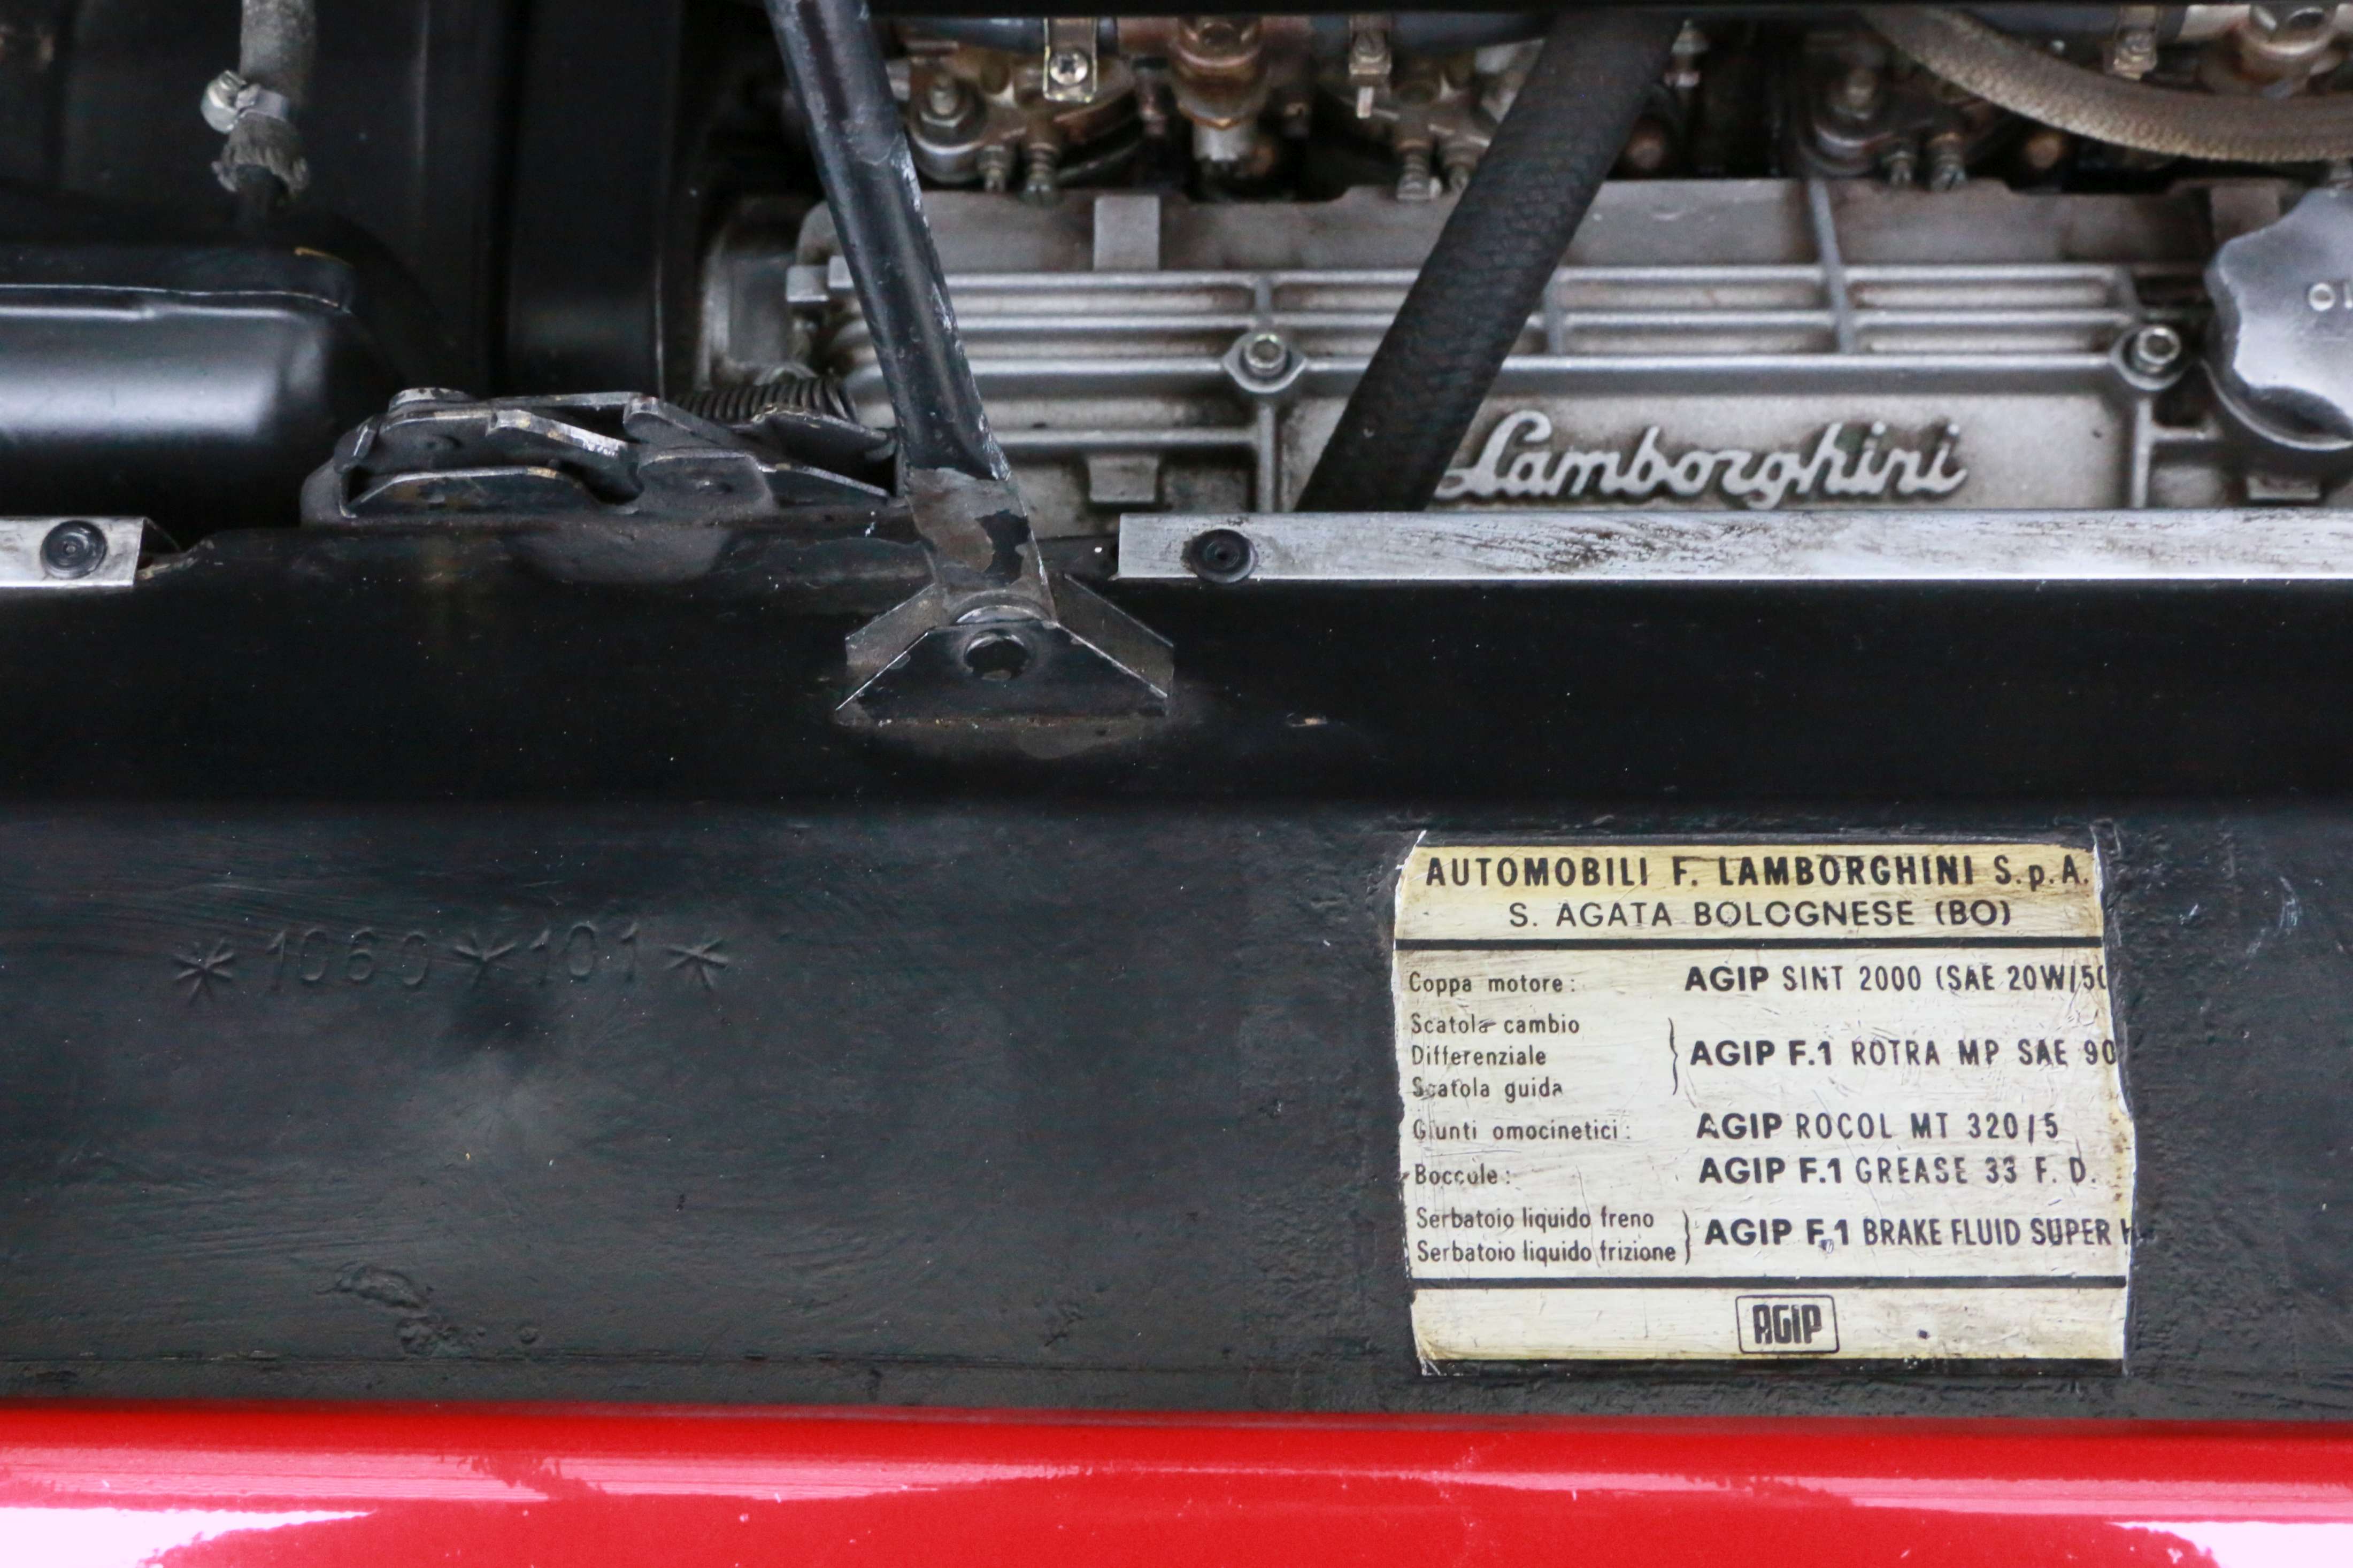 OI
Lamborghini
*1060*101*
AUTOMOBILI F. LAMBORGHINI S.p.A.
S. AGATA BOLOGNESE (BO)
Coppa motore: AGIP SINT 2000 (SAE 20W/50
Scatola cambio
Differenziale AGIP F.1 ROTRA MP SAE 90
Scatola guida
Giunti omocinetici: AGIP ROCOL MT 320/5
Boccole: AGIP F.1 GREASE 33 F. D.
Serbatoio liquido freno
Serbatoio liquido frizione AGIP F.1 BRAKE FLUID SUPER H
AGIP